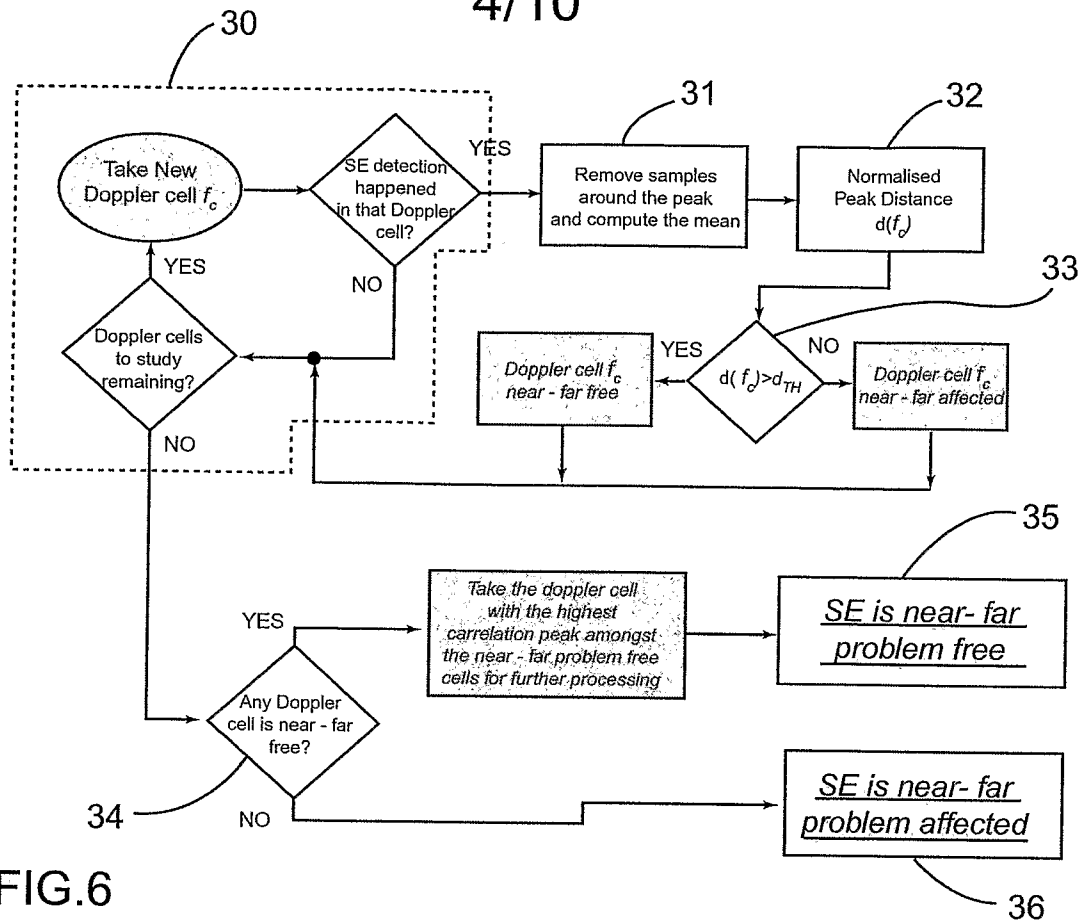 4/10
30
31
32
Take New
Doppler cell f_c
SE detection
happened
in that Doppler
cell?
YES
Remove samples
around the peak
and compute the mean
Normalised
Peak Distance
d(f_c)
YES
NO
33
Doppler cells
to study
remaining?
Doppler cell f_c
near - far free
YES
d( f_c)>d_TH
NO
Doppler cell f_c
near - far affected
NO
35
Take the doppler cell
with the highest
carrelation peak amongst
the near - far problem free
cells for further processing
SE is near- far
problem free
YES
Any Doppler
cell is near - far
free?
34
NO
SE is near- far
problem affected
36
FIG.6